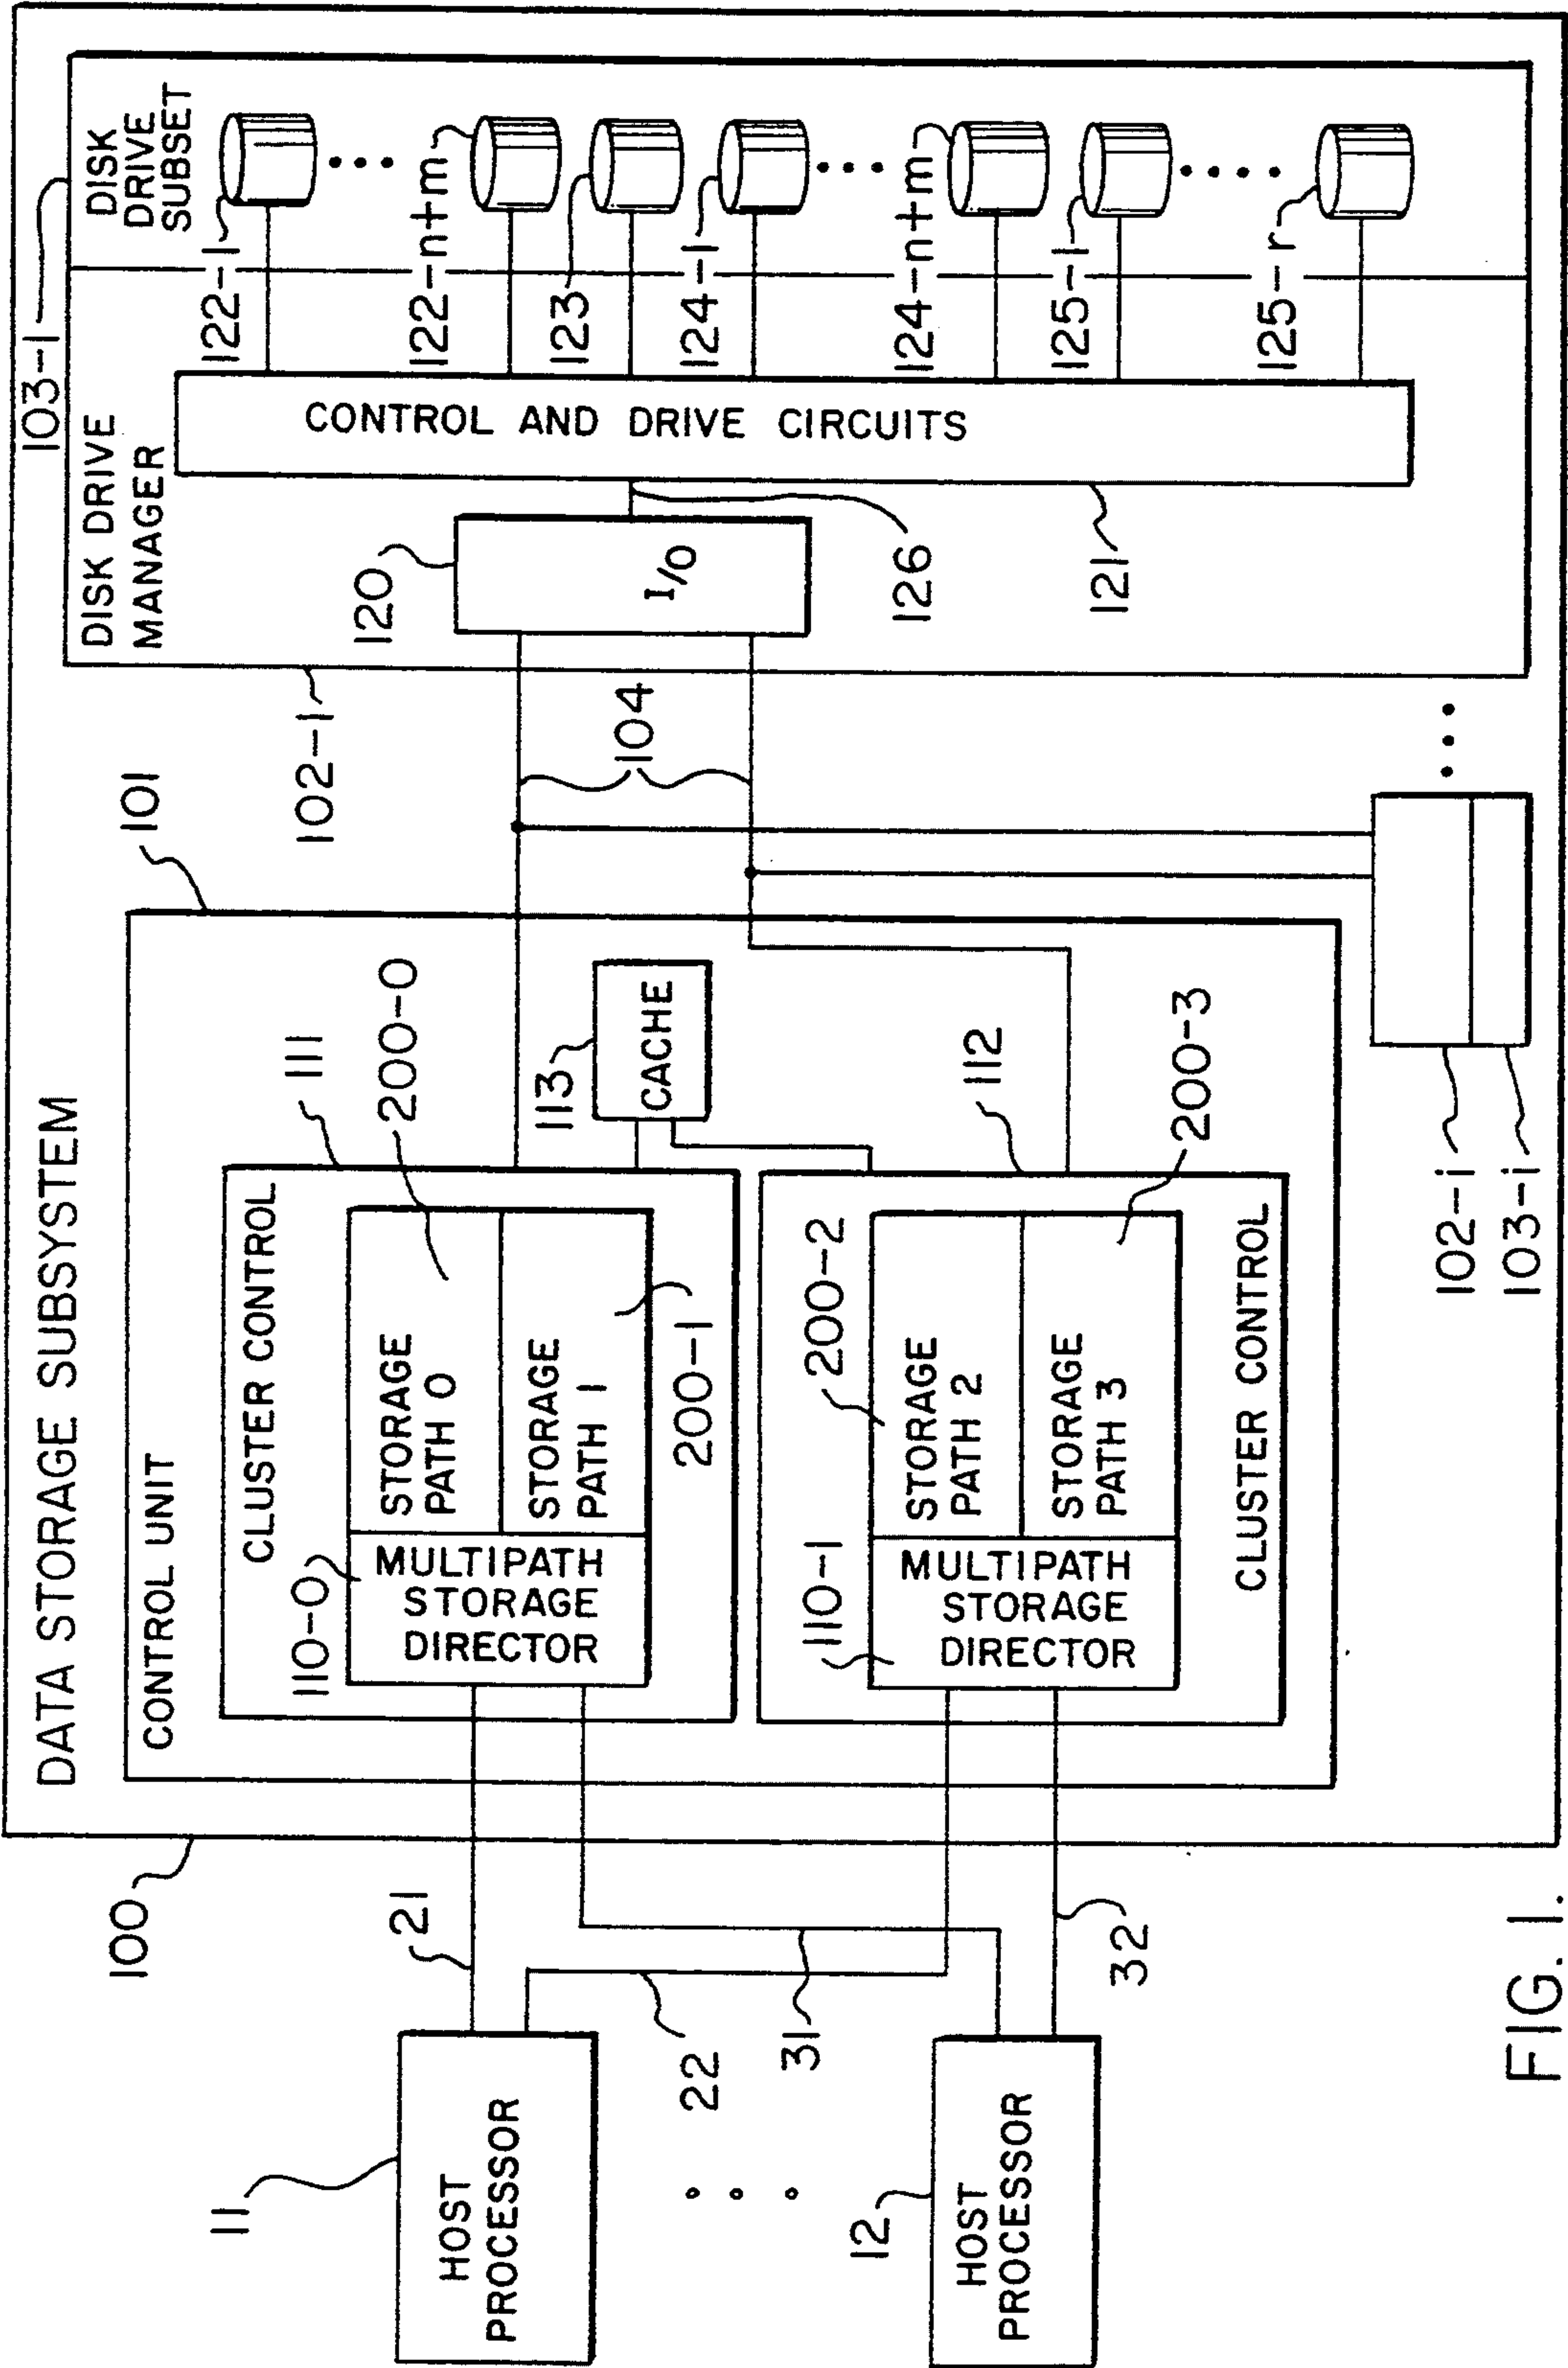 DATA STORAGE SUBSYSTEM
100
CONTROL UNIT
101
CLUSTER CONTROL
111
110-0
MULTIPATH
STORAGE
DIRECTOR
STORAGE
PATH 0
200-0
STORAGE
PATH 1
200-1
113
CACHE
110-1
MULTIPATH
STORAGE
DIRECTOR
STORAGE
PATH 2
200-2
STORAGE
PATH 3
200-3
112
CLUSTER CONTROL
11
HOST
PROCESSOR
12
HOST
PROCESSOR
21
22
31
32
102-1
103-1
DISK DRIVE
MANAGER
DISK
DRIVE
SUBSET
104
120
I/O
126
CONTROL AND DRIVE CIRCUITS
121
122-1
122-n+m
123
124-1
124-n+m
125-1
125-r
102-i
103-i
FIG. 1.